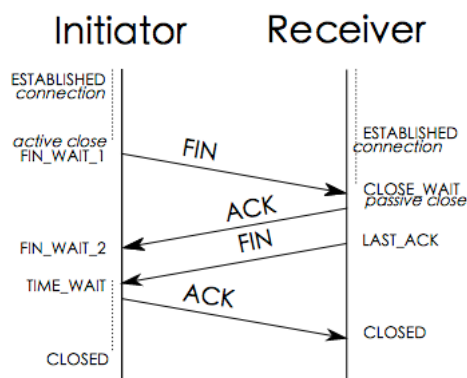 Initiator
Receiver
ESTABLISHED
connection
active close
FIN_WAIT_1
FIN
ESTABLISHED
connection
CLOSE_WAIT
passive close
ACK
FIN_WAIT_2
FIN
LAST_ACK
TIME_WAIT
ACK
CLOSED
CLOSED